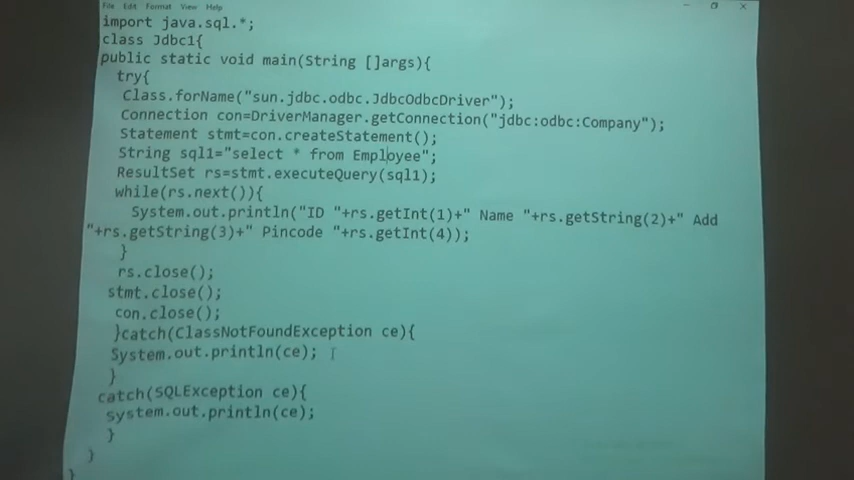 File Edit Format View Help
import java.sql.*;
class Jdbc1{
public static void main(String []args){
try{
Class.forName("sun.jdbc.odbc.JdbcOdbcDriver");
Connection con=DriverManager.getConnection("jdbc:odbc:Company");
Statement stmt=con.createStatement();
String sql1="select * from Employee";
ResultSet rs=stmt.executeQuery(sql1);
while(rs.next()){
System.out.println("ID "+rs.getInt(1)+" Name "+rs.getString(2)+" Add
"+rs.getString(3)+" Pincode "+rs.getInt(4));
}
rs.close();
stmt.close();
con.close();
}catch(ClassNotFoundException ce){
System.out.println(ce);
}
catch(SQLException ce){
System.out.println(ce);
}
}
}